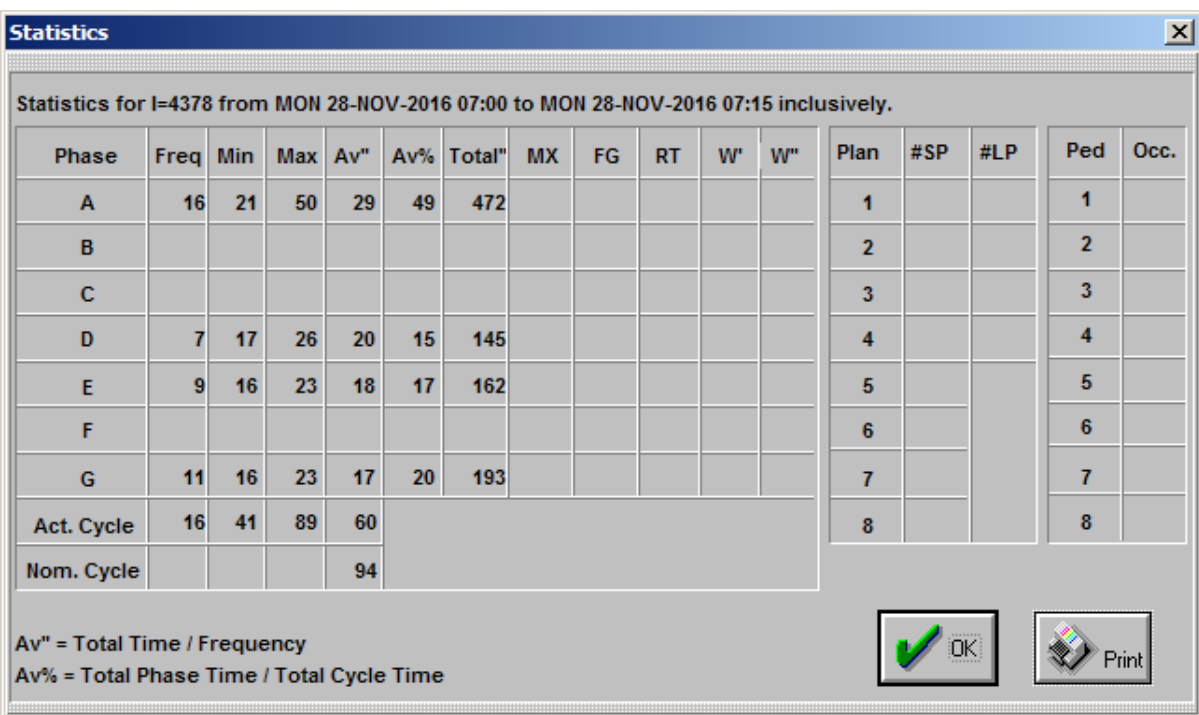 Statistics
Statistics for I=4378 from MON 28-NOV-2016 07:00 to MON 28-NOV-2016 07:15 inclusively.
Phase Freq Min Max Av" Av% Total" MX FG RT W' W" Plan #SP #LP Ped Occ.
A 16 21 50 29 49 472 1 1
B 2 2
C 3 3
D 7 17 26 20 15 145 4 4
E 9 16 23 18 17 162 5 5
F 6 6
G 11 16 23 17 20 193 7 7
Act. Cycle 16 41 89 60 8 8
Nom. Cycle 94
Av" = Total Time / Frequency
Av% = Total Phase Time / Total Cycle Time
OK Print